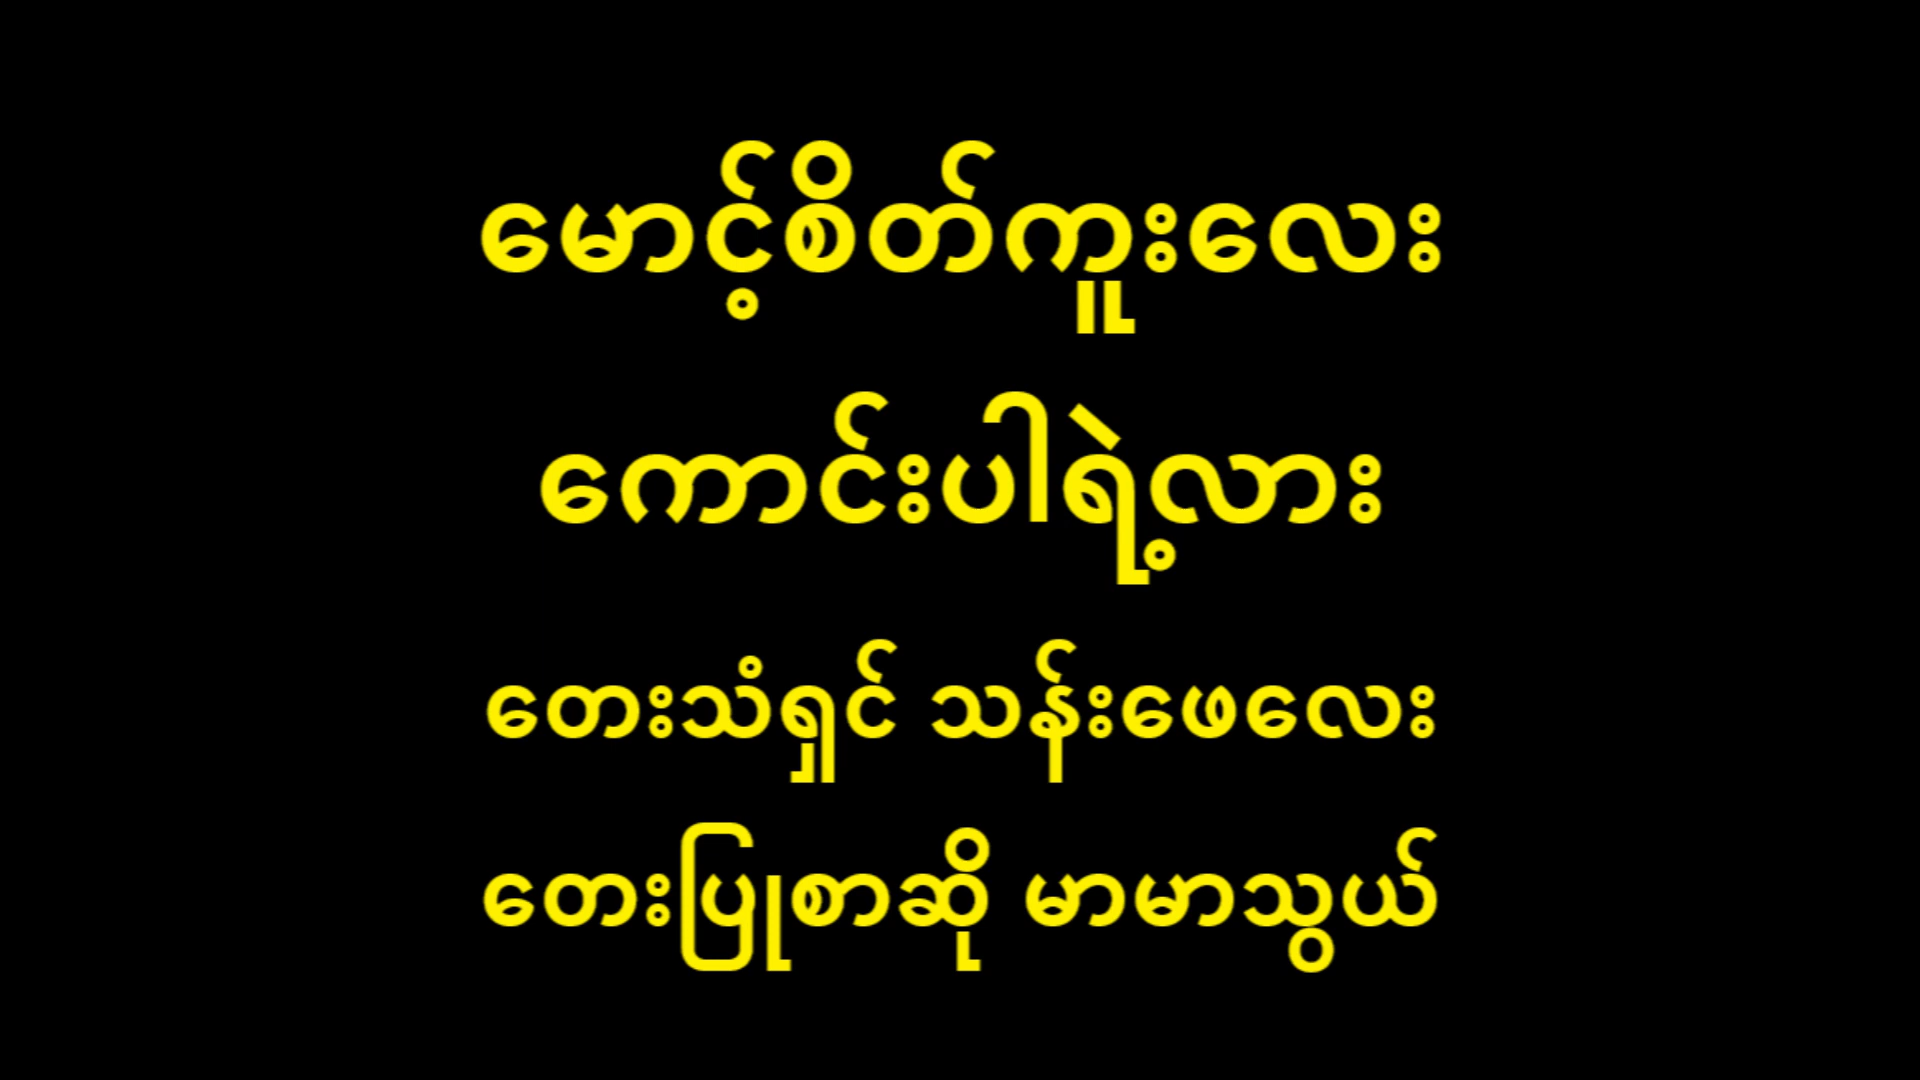 မောင့်စိတ်ကူးလေး
ကောင်းပါရဲ့လား
တေးသံရှင် သန်းဖေလေး
တေးပြုစာဆို မာမာသွယ်